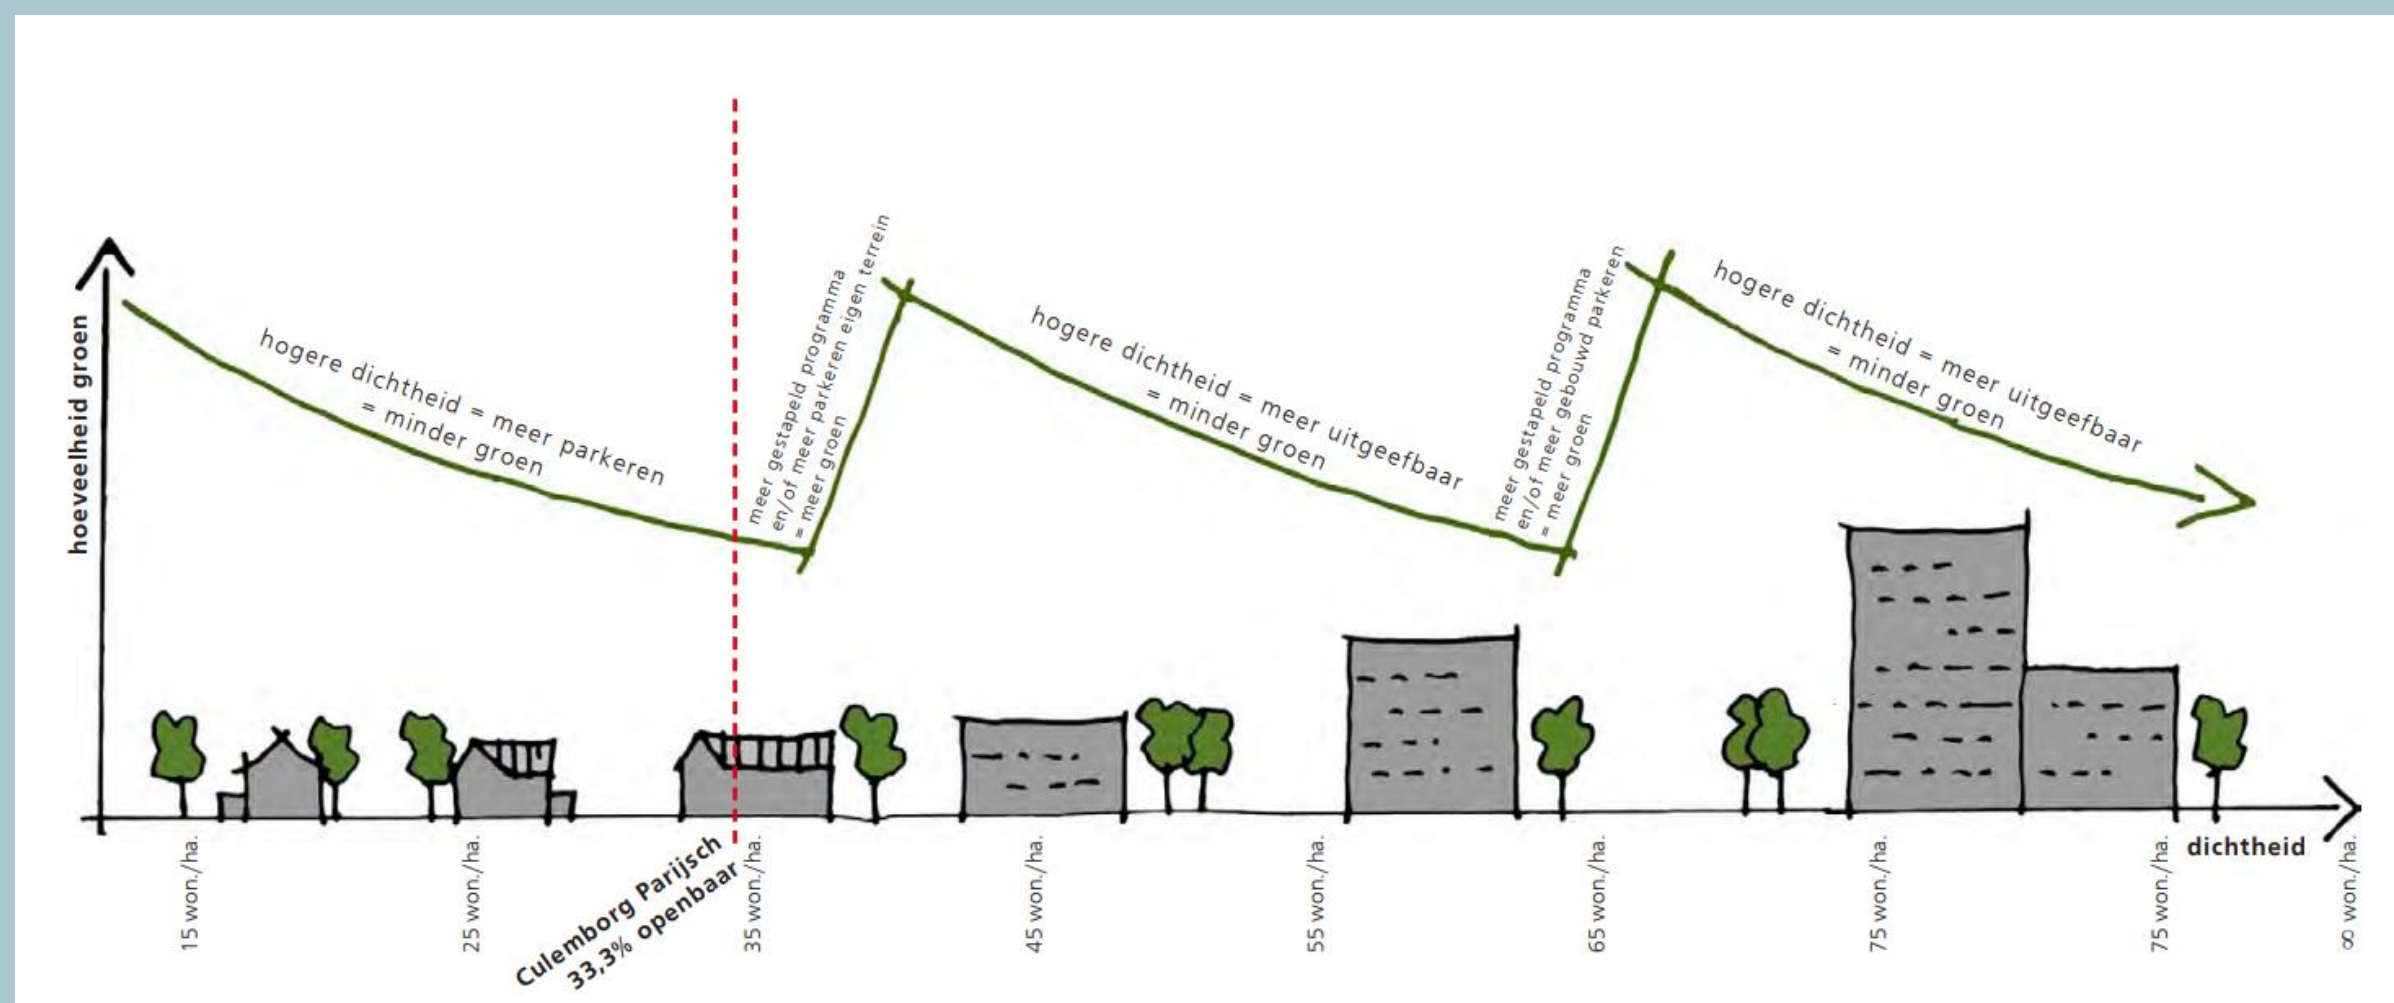 hoeveelheid groen
hogere dichtheid = meer parkeren
= minder groen
meer gestapeld programma
en/of meer parkeren eigen terrein
= meer groen
hogere dichtheid = meer uitgeefbaar
= minder groen
meer gestapeld programma
en/of meer gebouwd parkeren
= meer groen
hogere dichtheid = meer uitgeefbaar
= minder groen
15 won./ha.
25 won./ha.
Culemborg Parijsch
33,3% openbaar
35 won./ha.
45 won./ha.
55 won./ha.
65 won./ha.
75 won./ha.
75 won./ha.
dichtheid
∞ won./ha.